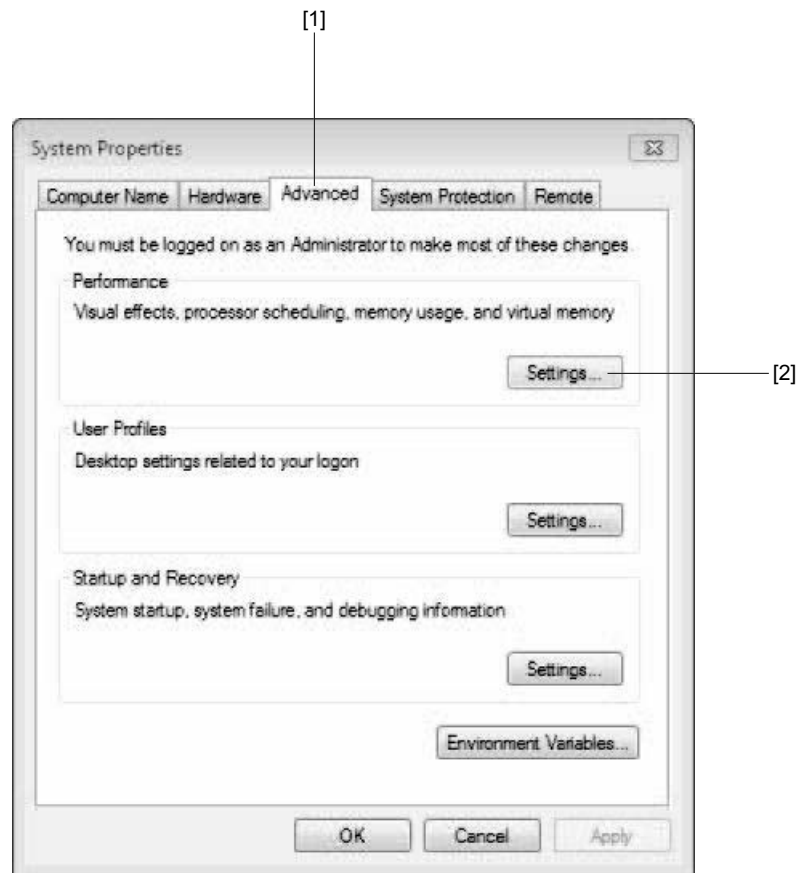 [1]
System Properties
Computer Name Hardware Advanced System Protection Remote
You must be logged on as an Administrator to make most of these changes
Performance
Visual effects, processor scheduling, memory usage, and virtual memory
Settings... [2]
User Profiles
Desktop settings related to your logon
Settings...
Startup and Recovery
System startup, system failure, and debugging information
Settings...
Environment Variables...
OK Cancel Apply